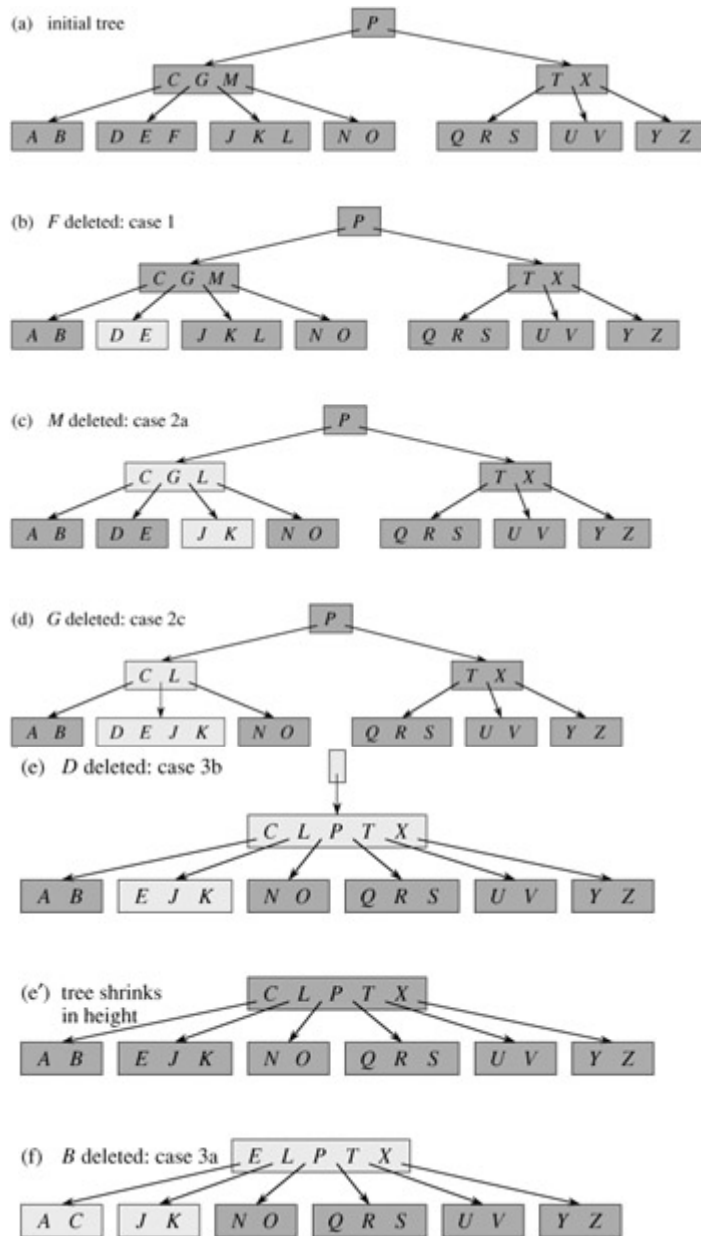 (a) initial tree
P
C G M
T X
A B
D E F
J K L
N O
Q R S
U V
Y Z
(b) F deleted: case 1
P
C G M
T X
A B
D E
J K L
N O
Q R S
U V
Y Z
(c) M deleted: case 2a
P
C G L
T X
A B
D E
J K
N O
Q R S
U V
Y Z
(d) G deleted: case 2c
P
C L
T X
A B
D E J K
N O
Q R S
U V
Y Z
(e) D deleted: case 3b
C L P T X
A B
E J K
N O
Q R S
U V
Y Z
(e′) tree shrinks
in height
C L P T X
A B
E J K
N O
Q R S
U V
Y Z
(f) B deleted: case 3a
E L P T X
A C
J K
N O
Q R S
U V
Y Z